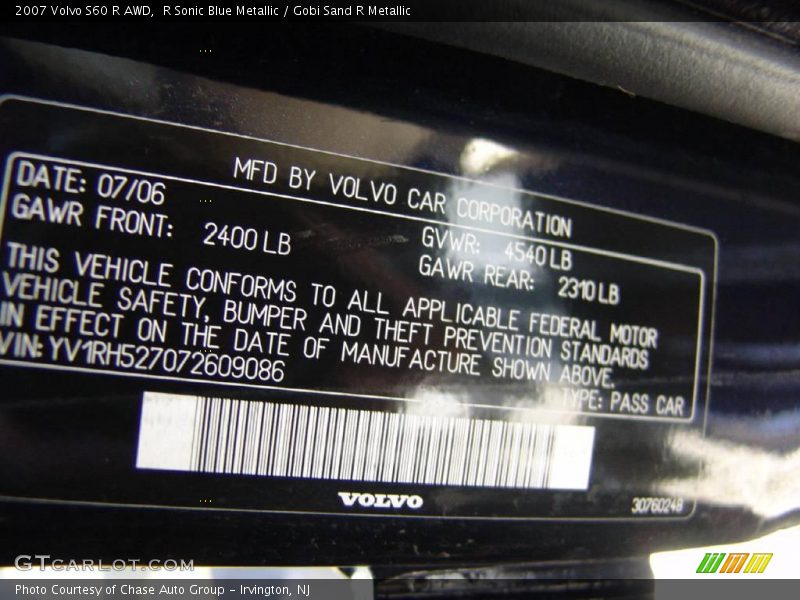 2007 Volvo S60 R AWD,  R Sonic Blue Metallic / Gobi Sand R Metallic
MFD BY VOLVO CAR CORPORATION
DATE: 07/06
GVWR: 4540 LB
GAWR FRONT: 2400 LB
GAWR REAR: 2310 LB
THIS VEHICLE CONFORMS TO ALL APPLICABLE FEDERAL MOTOR
VEHICLE SAFETY, BUMPER AND THEFT PREVENTION STANDARDS
IN EFFECT ON THE DATE OF MANUFACTURE SHOWN ABOVE.
VIN: YV1RH527072609086
TYPE: PASS CAR
VOLVO
30760248
GTCARLOT.COM
Photo Courtesy of Chase Auto Group - Irvington, NJ